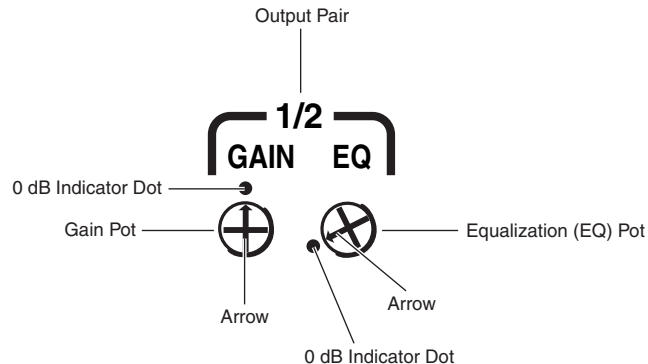 Output Pair
1/2
GAIN EQ
0 dB Indicator Dot
Gain Pot
Equalization (EQ) Pot
Arrow
Arrow
0 dB Indicator Dot